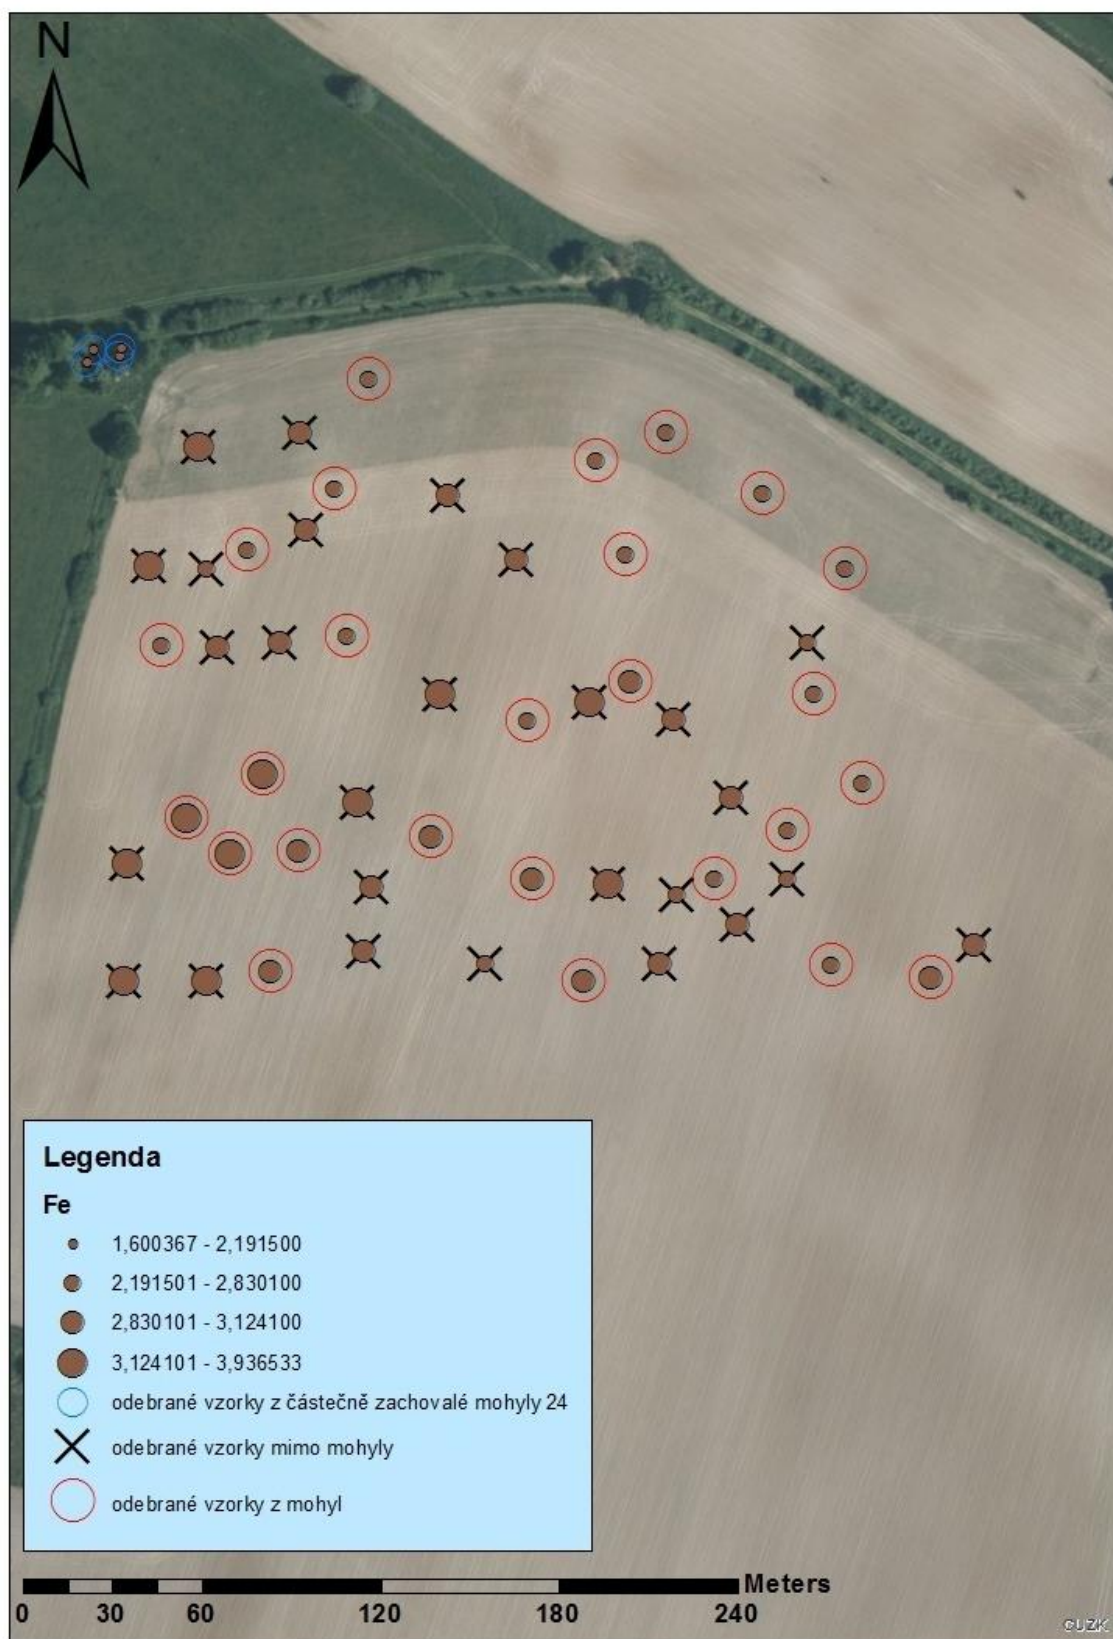 N
Legenda
Fe
1,600367 - 2,191500
2,191501 - 2,830100
2,830101 - 3,124100
3,124101 - 3,936533
odebrané vzorky z částečně zachovalé mohyly 24
odebrané vzorky mimo mohyly
odebrané vzorky z mohyl
Meters
0 30 60 120 180 240
CUZK